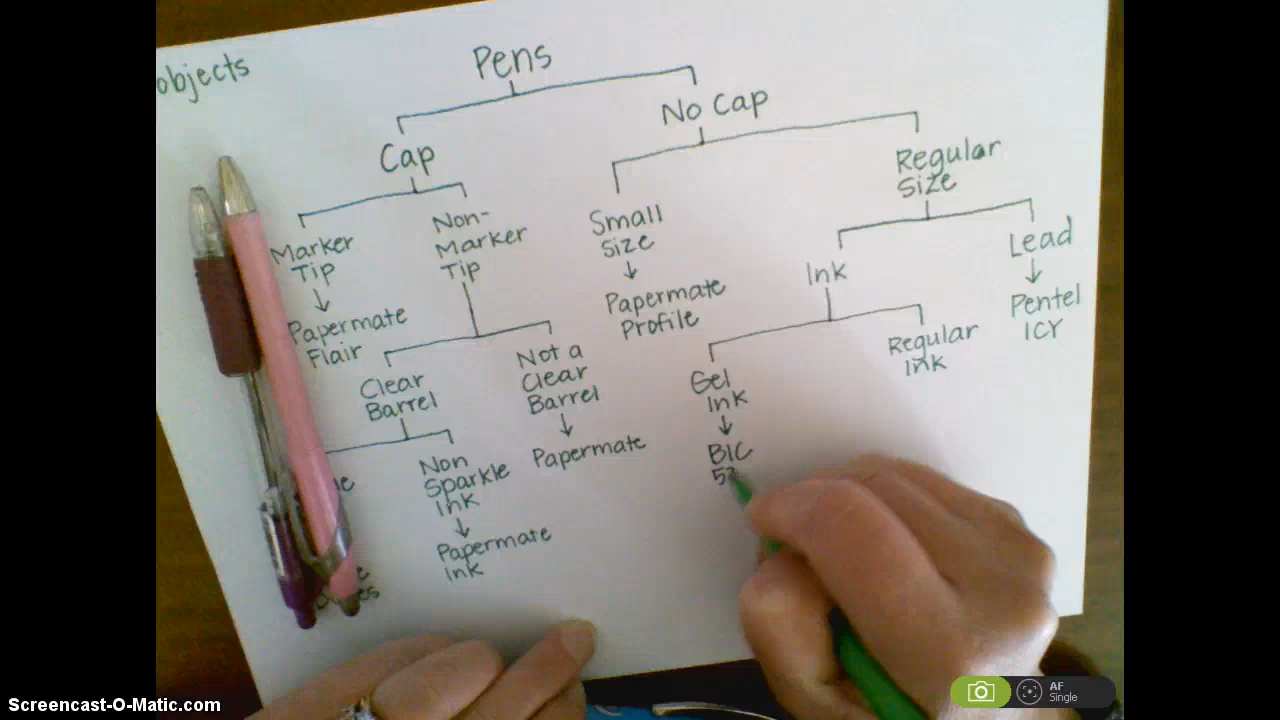 objects
Pens
Cap
No Cap
Marker
Tip
Papermate
Flair
Non-
Marker
Tip
Clear
Barrel
Non
Sparkle
Ink
Papermate
Ink
Not a
Clear
Barrel
Papermate
Small
Size
Papermate
Profile
Regular
Size
Ink
Gel
Ink
BIC
Regular
Ink
Lead
Pentel
ICY
Screencast-O-Matic.com
AF
Single